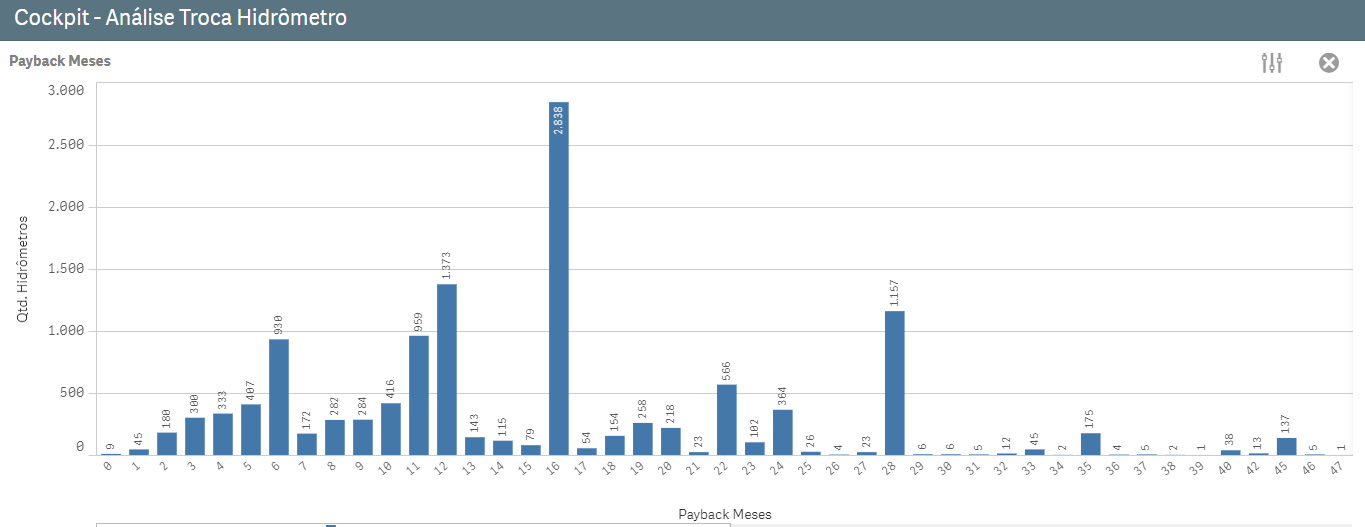 Cockpit - Análise Troca Hidrômetro
Payback Meses
3.000
2.500
2.000
1.500
1.000
500
0
Qtd. Hidrômetros
9 45 180 300 333 407 930 172 282 284 416 959 1.373 143 115 79 2.838 54 154 258 218 23 566 102 364 26 4 23 1.157 6 6 5 12 45 2 175 4 5 2 1 38 13 137 5 1
0 1 2 3 4 5 6 7 8 9 10 11 12 13 14 15 16 17 18 19 20 21 22 23 24 25 26 27 28 29 30 31 32 33 34 35 36 37 38 39 40 42 45 46 47
Payback Meses